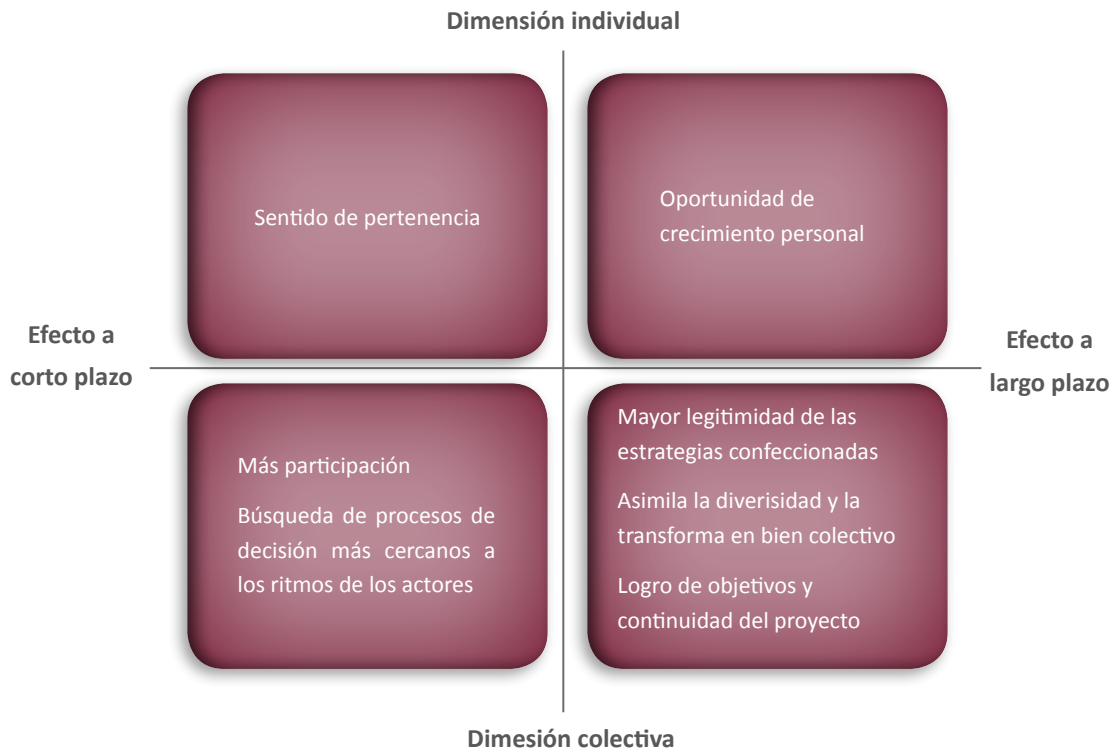 Dimensión individual
Sentido de pertenencia
Oportunidad de
crecimiento personal
Efecto a
corto plazo
Efecto a
largo plazo
Más participación
Búsqueda de procesos de
decisión más cercanos a
los ritmos de los actores
Mayor legitimidad de las
estrategias confeccionadas
Asimila la diverisidad y la
transforma en bien colectivo
Logro de objetivos y
continuidad del proyecto
Dimesión colectiva